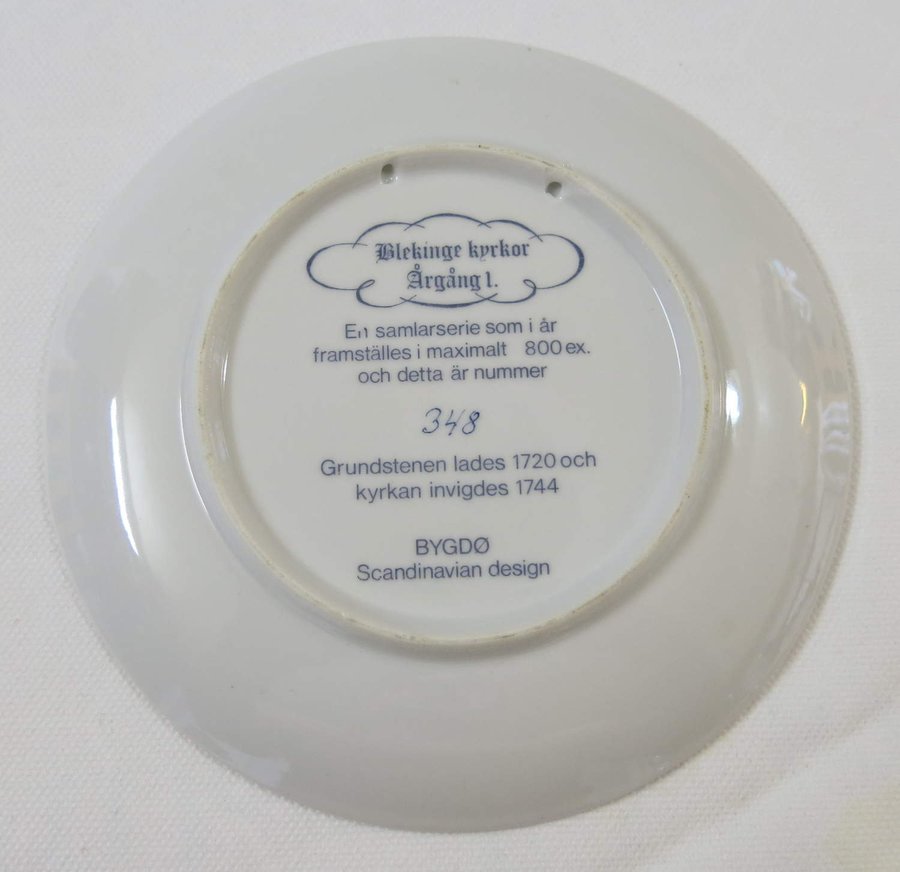 Blekinge kyrkor
Årgång 1.
En samlarserie som i år
framställes i maximalt 800 ex.
och detta är nummer
348
Grundstenen lades 1720 och
kyrkan invigdes 1744
BYGDØ
Scandinavian design